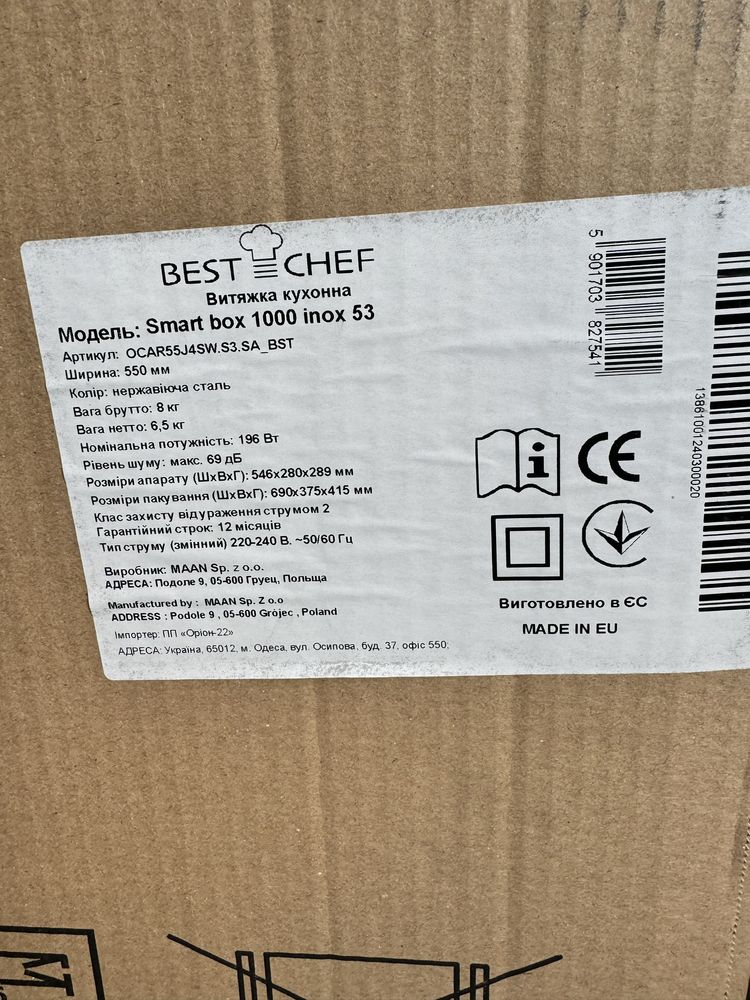 BEST CHEF
Витяжка кухонна
Модель: Smart box 1000 inox 53
Артикул: OCAR55J4SW.S3.SA_BST
Ширина: 550 мм
Колір: нержавіюча сталь
Вага брутто: 8 кг
Вага нетто: 6,5 кг
Номінальна потужність: 196 Вт
Рівень шуму: макс. 69 дБ
Розміри апарату (ШхВхГ): 546х280х289 мм
Розміри пакування (ШхВхГ): 690х375х415 мм
Клас захисту від ураження струмом 2
Гарантійний строк: 12 місяців
Тип струму (змінний) 220-240 В. ~50/60 Гц
Виробник: MAAN Sp. z o.o.
АДРЕСА: Подоле 9, 05-600 Груец, Польща
Manufactured by : MAAN Sp. Z o.o
ADDRESS : Podole 9 , 05-600 Grójec , Poland
Імпортер: ПП «Оріон-22»
АДРЕСА: Україна, 65012, м. Одеса, вул. Осипова, буд. 37, офіс 550,
5 901703 827541
13861001240300020
i
CE
Виготовлено в ЄС
MADE IN EU